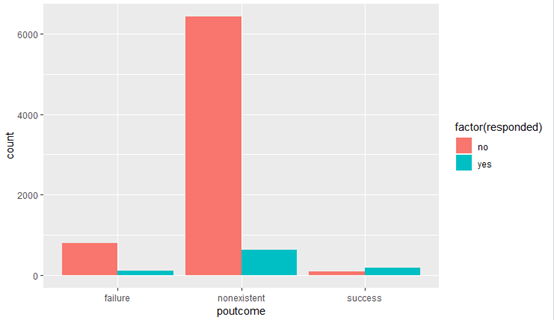 6000
4000
2000
0
count
failure nonexistent success
poutcome
factor(responded)
no
yes